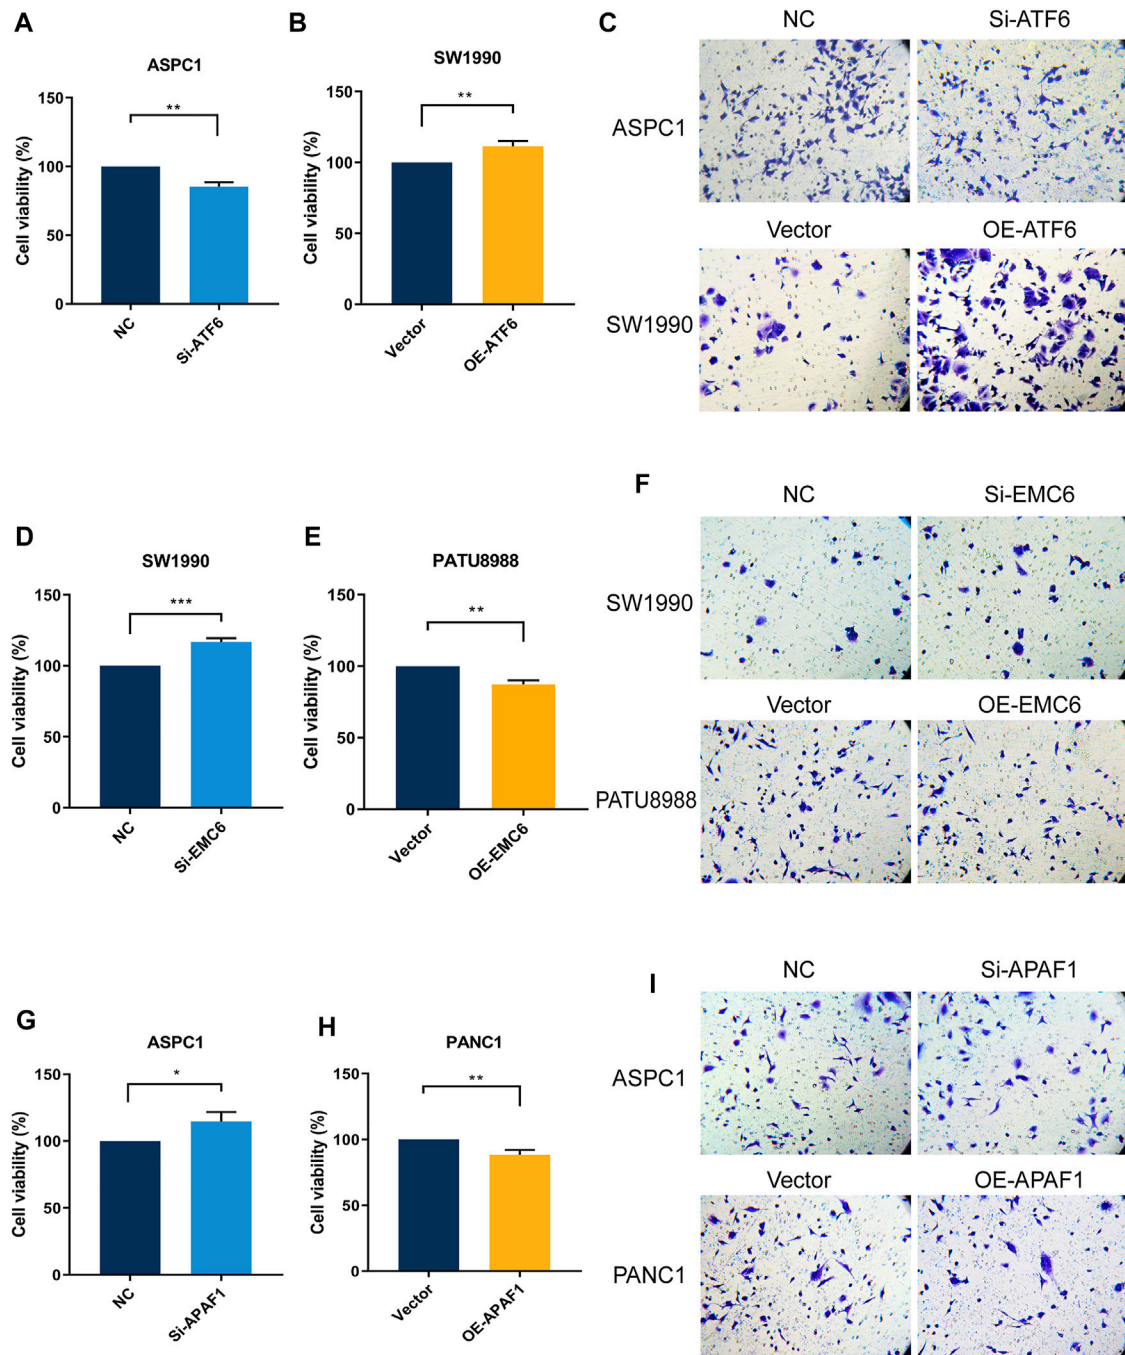 A
ASPC1
Cell viability (%)
150
100
50
0
**
NC
Si-ATF6
B
SW1990
Cell viability (%)
150
100
50
0
**
Vector
OE-ATF6
C
NC
Si-ATF6
ASPC1
Vector
OE-ATF6
SW1990
D
SW1990
Cell viability (%)
150
100
50
0
***
NC
Si-EMC6
E
PATU8988
Cell viability (%)
150
100
50
0
**
Vector
OE-EMC6
F
NC
Si-EMC6
SW1990
Vector
OE-EMC6
PATU8988
G
ASPC1
Cell viability (%)
150
100
50
0
*
NC
Si-APAF1
H
PANC1
Cell viability (%)
150
100
50
0
**
Vector
OE-APAF1
I
NC
Si-APAF1
ASPC1
Vector
OE-APAF1
PANC1